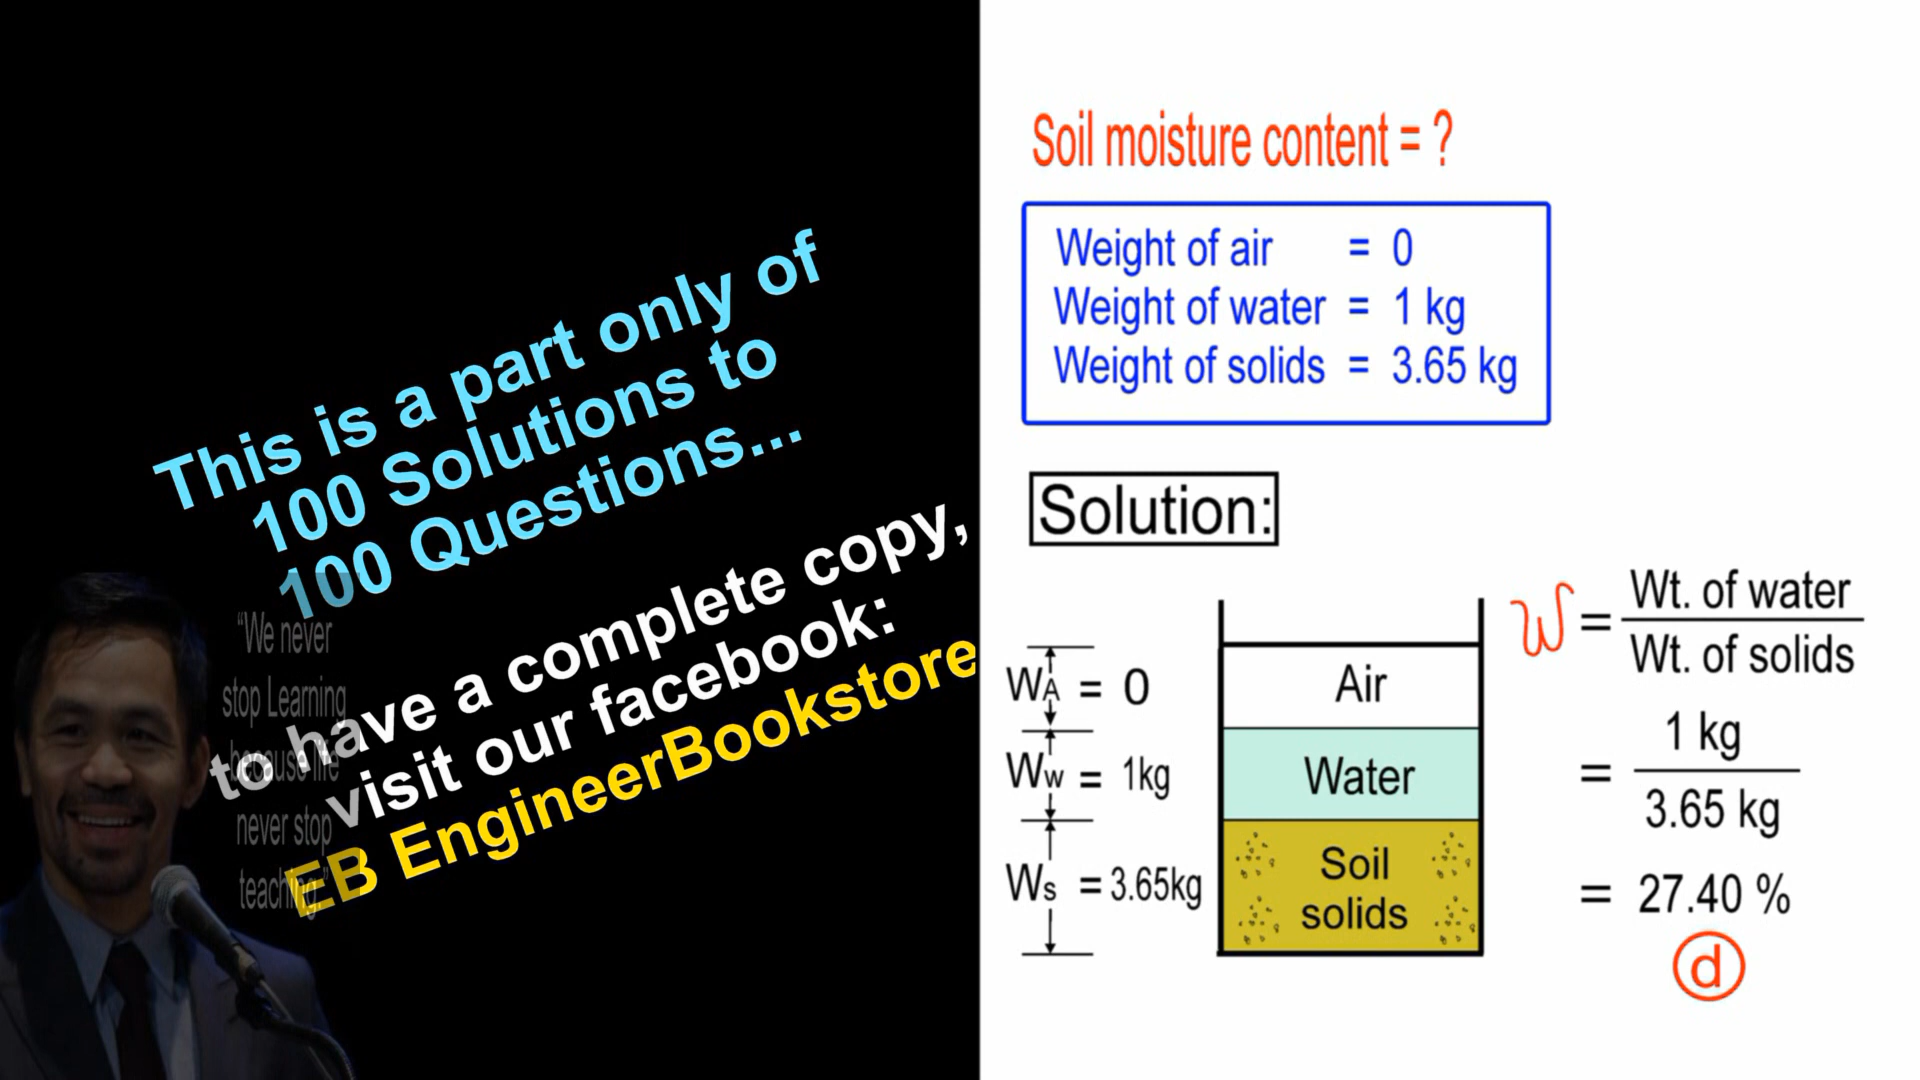 This is a part only of
100 Solutions to
100 Questions...
to have a complete copy,
visit our facebook:
EB EngineerBookstore
“We never
stop Learning
because life
never stop
teaching.”
Soil moisture content = ?
Weight of air = 0
Weight of water = 1 kg
Weight of solids = 3.65 kg
Solution:
WA = 0
Ww = 1kg
Ws = 3.65kg
Air
Water
Soil
solids
W = Wt. of water
Wt. of solids
= 1 kg
3.65 kg
= 27.40 %
d